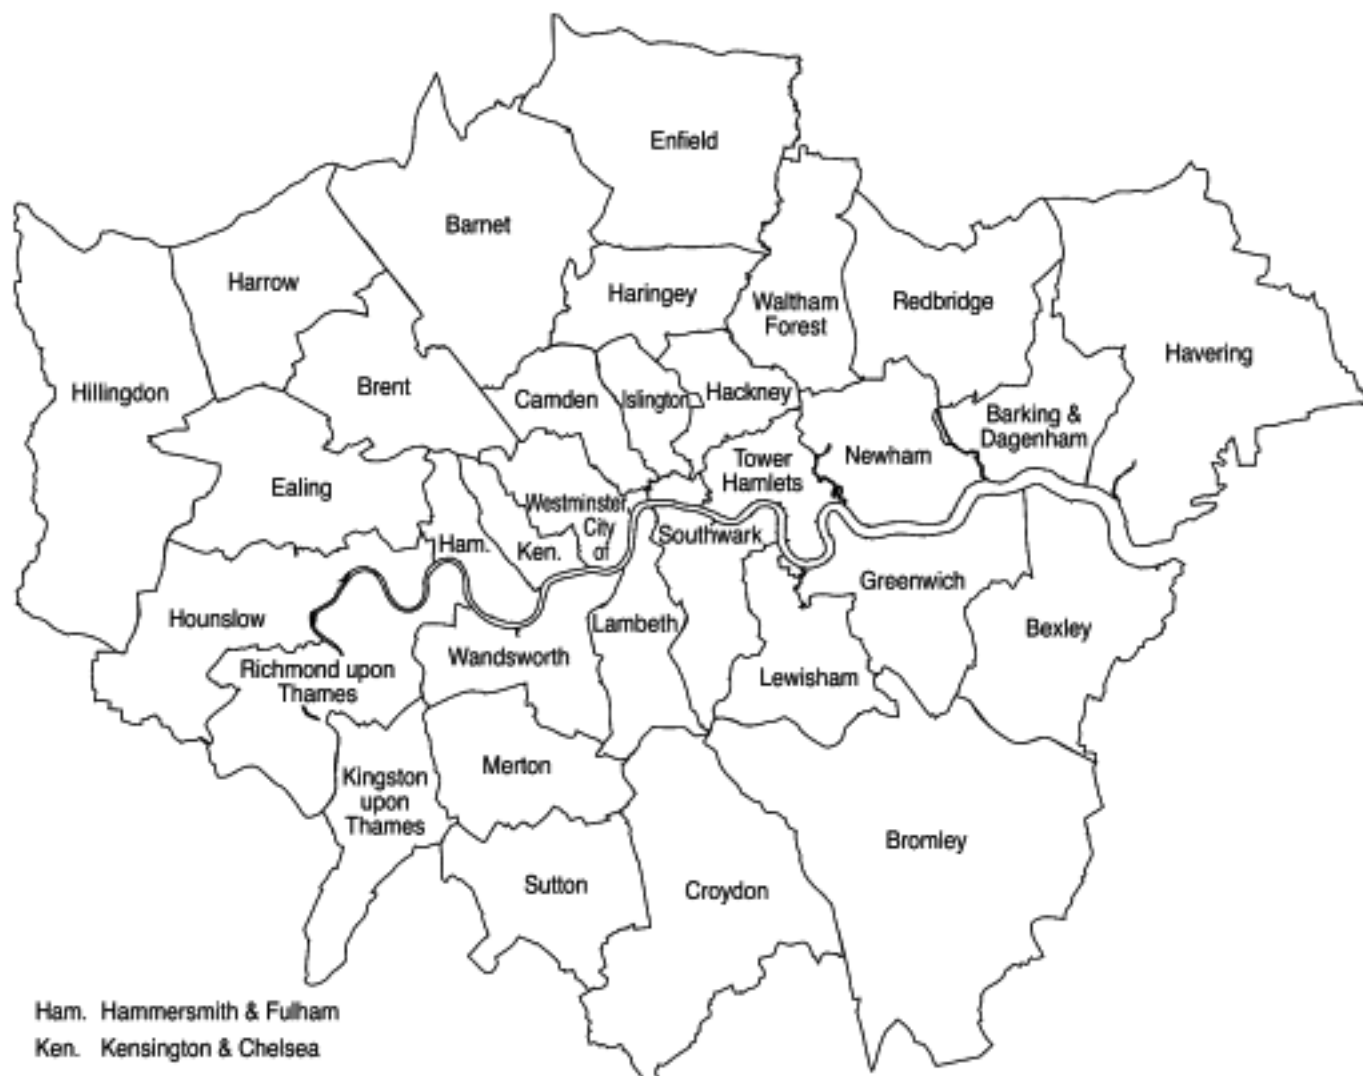 Enfield
Barnet
Harrow
Haringey
Waltham
Forest
Redbridge
Havering
Hillingdon
Brent
Camden
Islington
Hackney
Barking &
Dagenham
Ealing
Tower
Hamlets
Newham
Westminster
City
of
Ham.
Ken.
Southwark
Greenwich
Hounslow
Lambeth
Bexley
Richmond upon
Thames
Wandsworth
Lewisham
Kingston
upon
Thames
Merton
Bromley
Sutton
Croydon
Ham. Hammersmith & Fulham
Ken. Kensington & Chelsea